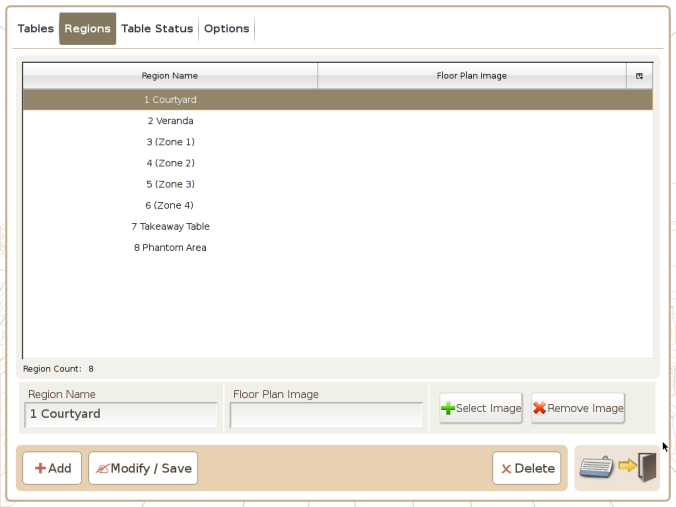 Tables Regions Table Status Options
Region Name Floor Plan Image
1 Courtyard
2 Veranda
3 (Zone 1)
4 (Zone 2)
5 (Zone 3)
6 (Zone 4)
7 Takeaway Table
8 Phantom Area
Region Count: 8
Region Name Floor Plan Image
1 Courtyard Select Image Remove Image
Add Modify / Save Delete